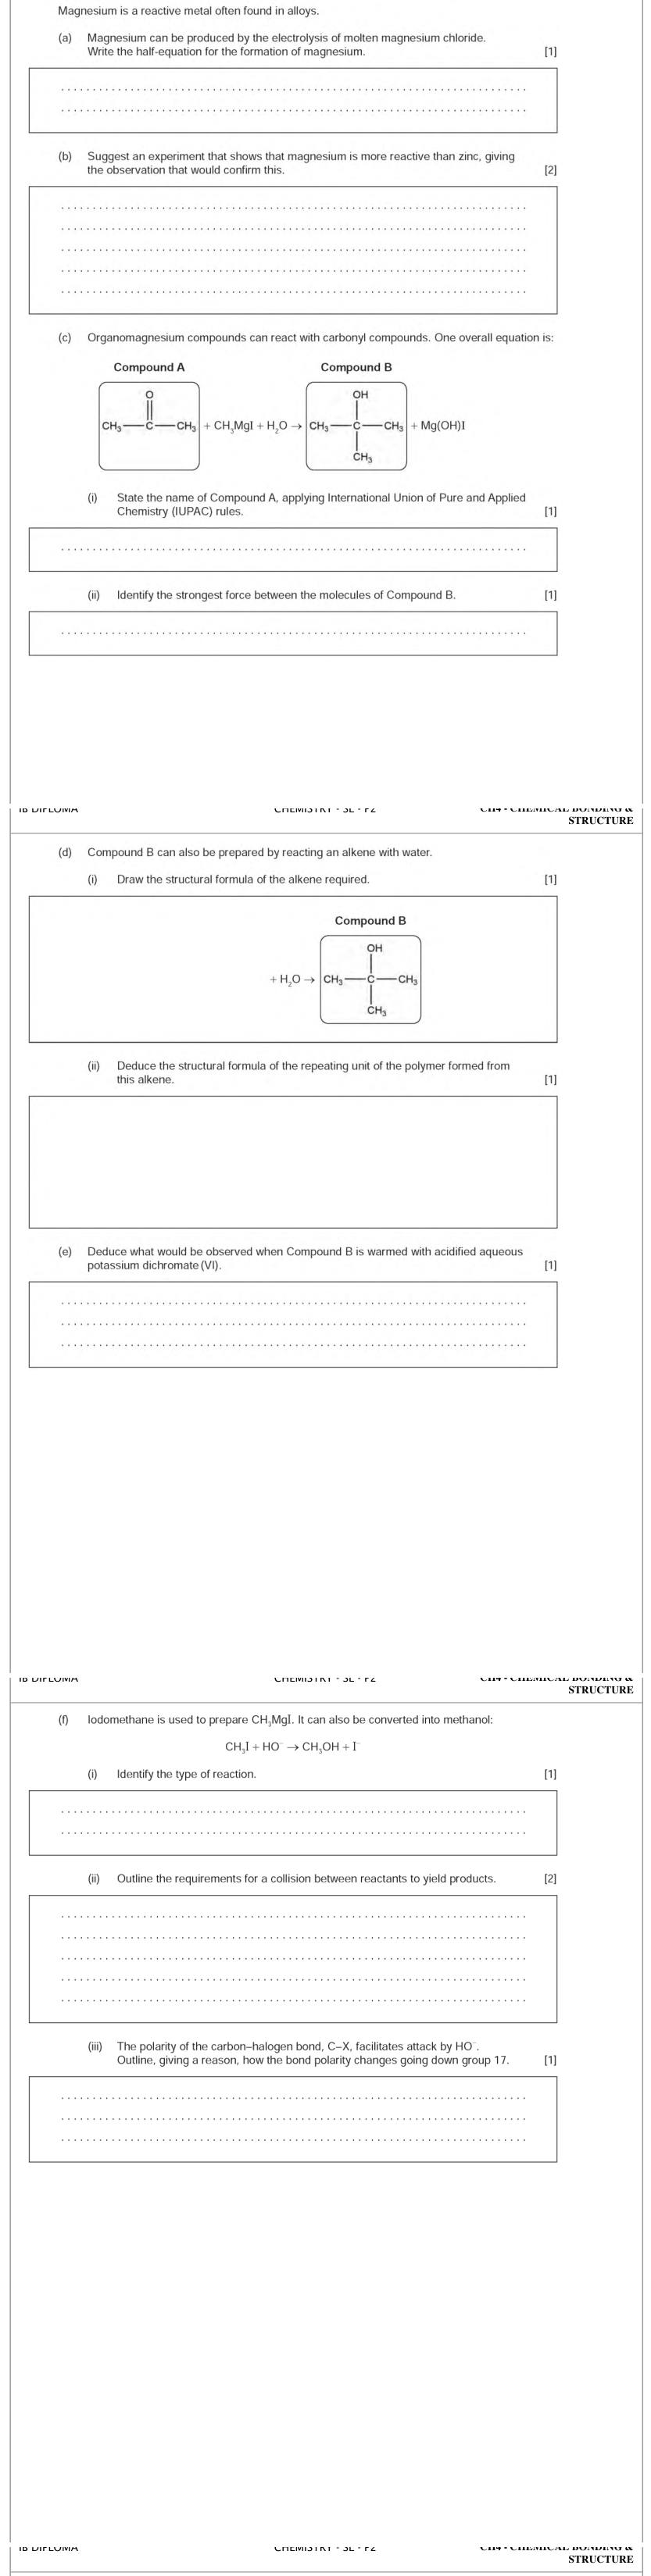 Magnesium is a reactive metal often found in alloys.
(a) Magnesium can be produced by the electrolysis of molten magnesium chloride.
Write the half-equation for the formation of magnesium. [1]
(b) Suggest an experiment that shows that magnesium is more reactive than zinc, giving
the observation that would confirm this. [2]
(c) Organomagnesium compounds can react with carbonyl compounds. One overall equation is:
Compound A Compound B
O OH
CH₃—C—CH₃ + CH₃MgI + H₂O → CH₃—C—CH₃ + Mg(OH)I
CH₃
(i) State the name of Compound A, applying International Union of Pure and Applied
Chemistry (IUPAC) rules. [1]
(ii) Identify the strongest force between the molecules of Compound B. [1]
IB DIPLOMA CHEMISTRY - SL - P2 CH4 - CHEMICAL BONDING &
STRUCTURE
(d) Compound B can also be prepared by reacting an alkene with water.
(i) Draw the structural formula of the alkene required. [1]
Compound B
OH
+ H₂O → CH₃—C—CH₃
CH₃
(ii) Deduce the structural formula of the repeating unit of the polymer formed from
this alkene. [1]
(e) Deduce what would be observed when Compound B is warmed with acidified aqueous
potassium dichromate (VI). [1]
IB DIPLOMA CHEMISTRY - SL - P2 CH4 - CHEMICAL BONDING &
STRUCTURE
(f) Iodomethane is used to prepare CH₃MgI. It can also be converted into methanol:
CH₃I + HO⁻ → CH₃OH + I⁻
(i) Identify the type of reaction. [1]
(ii) Outline the requirements for a collision between reactants to yield products. [2]
(iii) The polarity of the carbon–halogen bond, C–X, facilitates attack by HO⁻.
Outline, giving a reason, how the bond polarity changes going down group 17. [1]
IB DIPLOMA CHEMISTRY - SL - P2 CH4 - CHEMICAL BONDING &
STRUCTURE